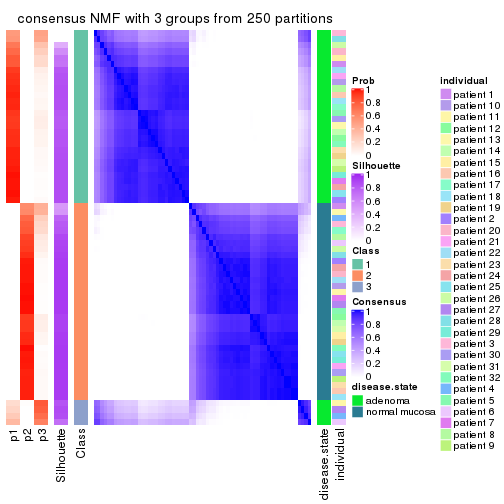 consensus NMF with 3 groups from 250 partitions
p1
p2
p3
Silhouette
Class
disease.state
individual
Prob
1
0.8
0.6
0.4
0.2
0
Silhouette
1
0.8
0.6
0.4
0.2
0
Class
1
2
3
Consensus
1
0.8
0.6
0.4
0.2
0
disease.state
adenoma
normal mucosa
individual
patient 1
patient 10
patient 11
patient 12
patient 13
patient 14
patient 15
patient 16
patient 17
patient 18
patient 19
patient 2
patient 20
patient 21
patient 22
patient 23
patient 24
patient 25
patient 26
patient 27
patient 28
patient 29
patient 3
patient 30
patient 31
patient 32
patient 4
patient 5
patient 6
patient 7
patient 8
patient 9